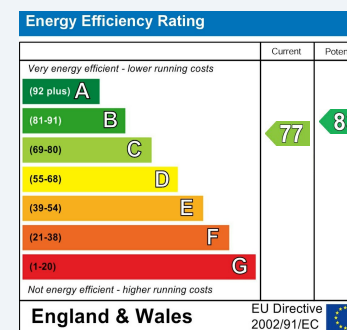 Energy Efficiency Rating
Current
Very energy efficient - lower running costs
(92 plus) A
(81-91) B
(69-80) C
(55-68) D
(39-54) E
(21-38) F
(1-20) G
77
Not energy efficient - higher running costs
England & Wales
EU Directive
2002/91/EC